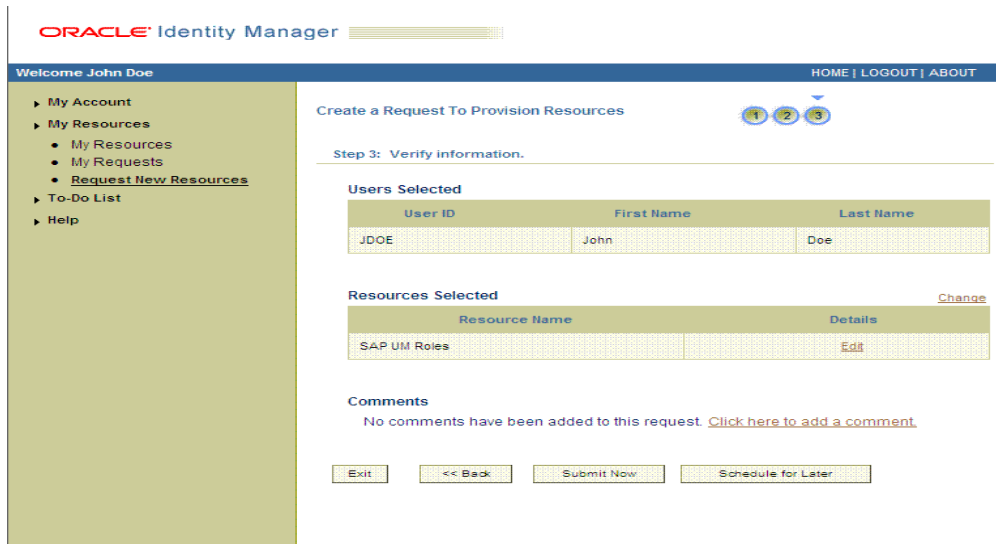 ORACLE Identity Manager
Welcome John Doe
HOME | LOGOUT | ABOUT
My Account
My Resources
My Resources
My Requests
Request New Resources
To-Do List
Help
Create a Request To Provision Resources
1 2 3
Step 3: Verify information.
Users Selected
User ID First Name Last Name
JDOE John Doe
Resources Selected Change
Resource Name Details
SAP UM Roles Edit
Comments
No comments have been added to this request. Click here to add a comment.
Exit << Back Submit Now Schedule for Later